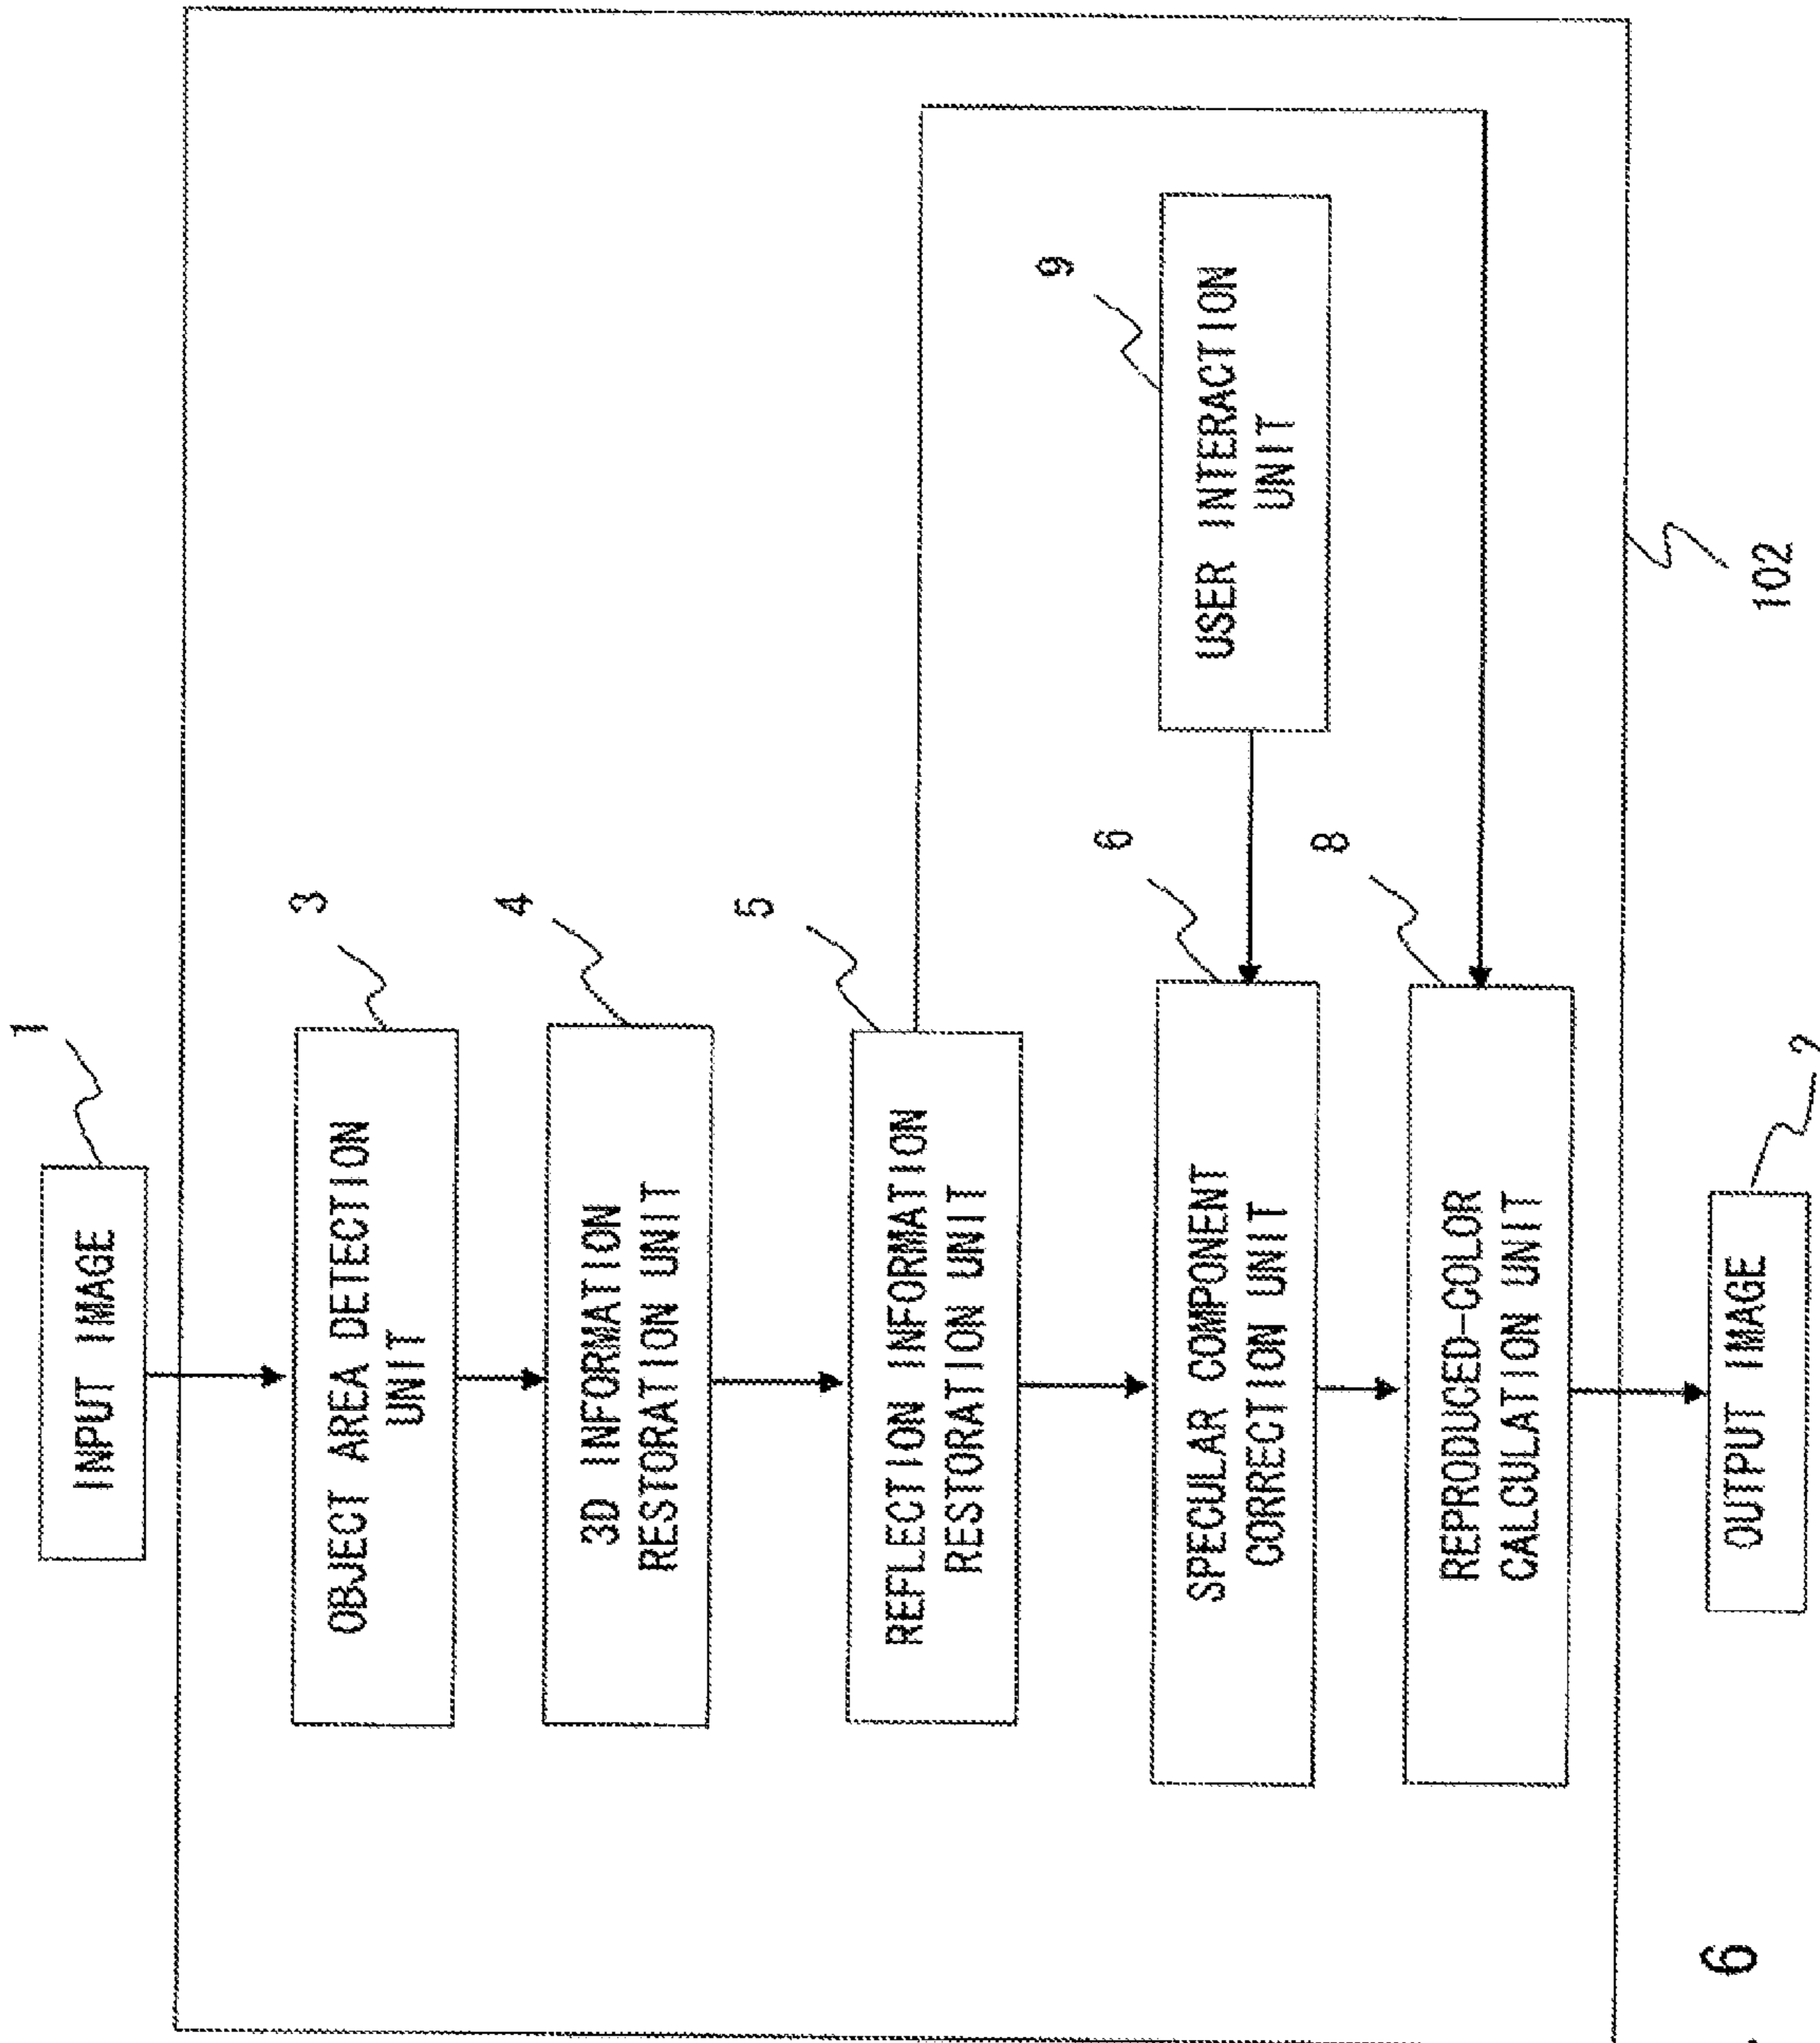 1
INPUT IMAGE
3
OBJECT AREA DETECTION
UNIT
4
3D INFORMATION
RESTORATION UNIT
5
REFLECTION INFORMATION
RESTORATION UNIT
9
USER INTERACTION
UNIT
6
SPECULAR COMPONENT
CORRECTION UNIT
8
REPRODUCED-COLOR
CALCULATION UNIT
102
2
OUTPUT IMAGE
6